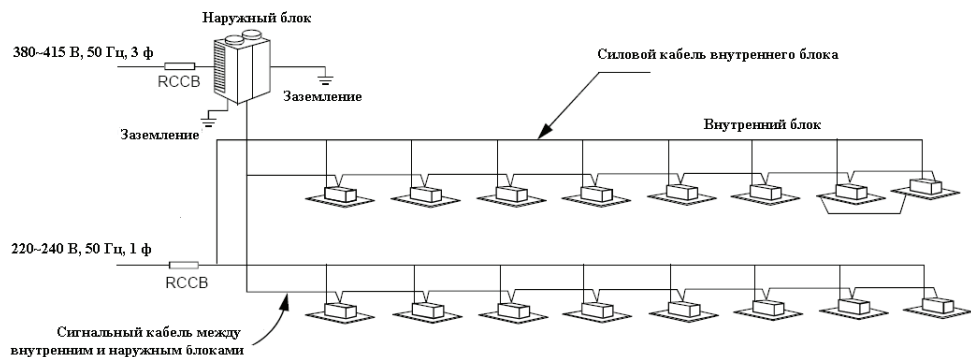 Наружный блок
380~415 В, 50 Гц, 3 ф
RCCB
Заземление
Заземление
Силовой кабель внутреннего блока
Внутренний блок
220~240 В, 50 Гц, 1 ф
RCCB
Сигнальный кабель между
внутренним и наружным блоками